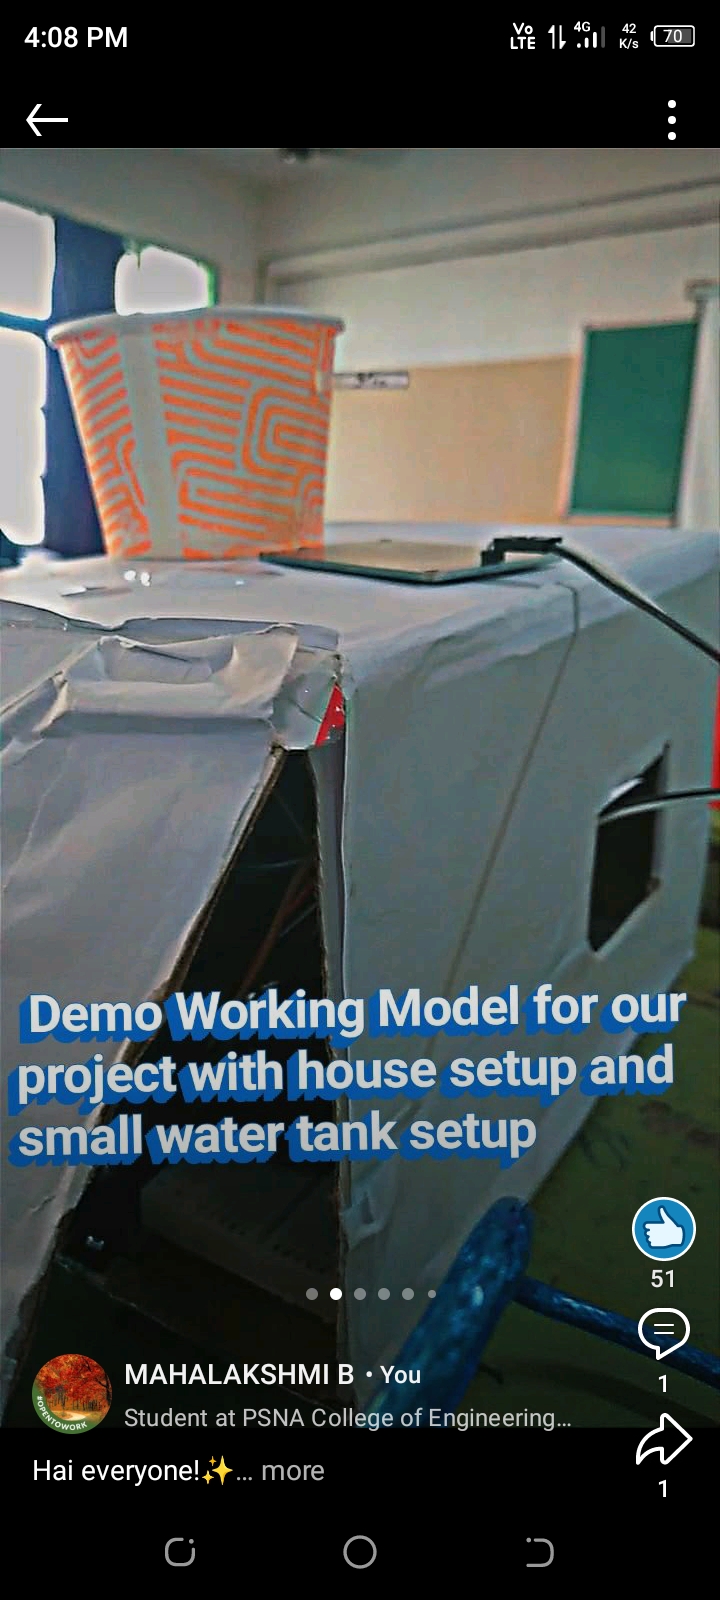 4:08 PM
Vo
LTE
4G
42
K/s
70
Demo Working Model for our
project with house setup and
small water tank setup
51
1
MAHALAKSHMI B • You
Student at PSNA College of Engineering...
#OPENTOWORK
Hai everyone!✨... more
1